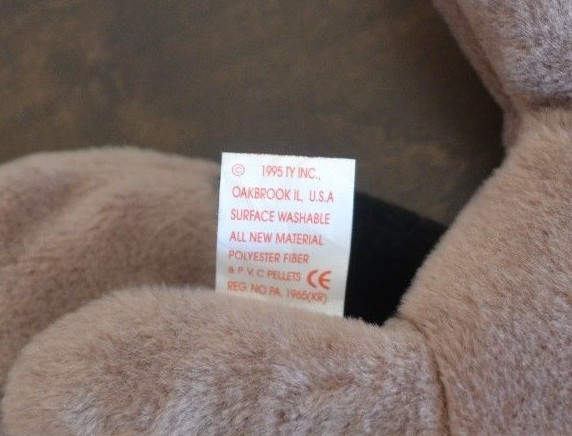 © 1995 TY INC.,
OAKBROOK IL, U.S.A
SURFACE WASHABLE
ALL NEW MATERIAL
POLYESTER FIBER
& P.V.C PELLETS CE
REG. NO PA. 1965(KR)